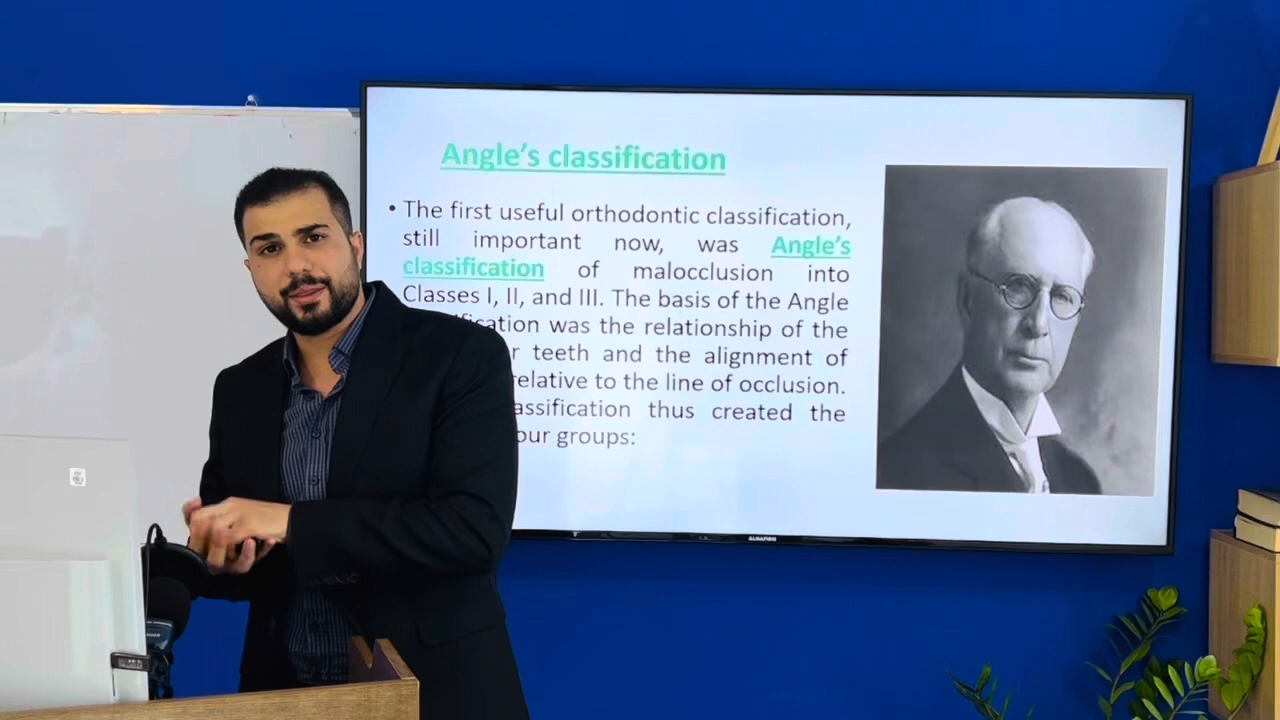 Angle's classification
• The first useful orthodontic classification,
still important now, was Angle's
classification of malocclusion into
Classes I, II, and III. The basis of the Angle
ification was the relationship of the
r teeth and the alignment of
relative to the line of occlusion.
assification thus created the
our groups: